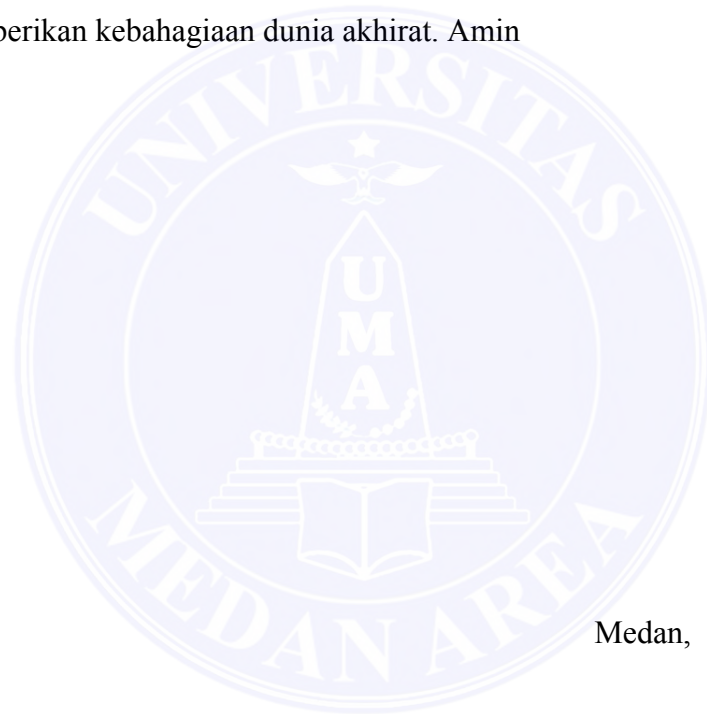 berikan kebahagiaan dunia akhirat. Amin
UNIVERSITAS
U
M
A
MEDAN AREA
Medan,